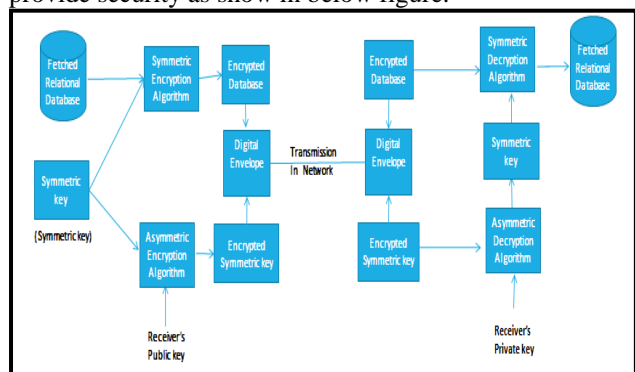 provide security as show in below figure.
Fetched
Relational
Database
Symmetric
Encryption
Algorithm
Encrypted
Database
Digital
Envelope
Symmetric
key
(Symmetric key)
Asymmetric
Encryption
Algorithm
Encrypted
Symmetric key
Receiver's
Public key
Transmission
In Network
Encrypted
Database
Digital
Envelope
Encrypted
Symmetric key
Symmetric
Decryption
Algorithm
Fetched
Relational
Database
Symmetric
key
Asymmetric
Decryption
Algorithm
Receiver's
Private key